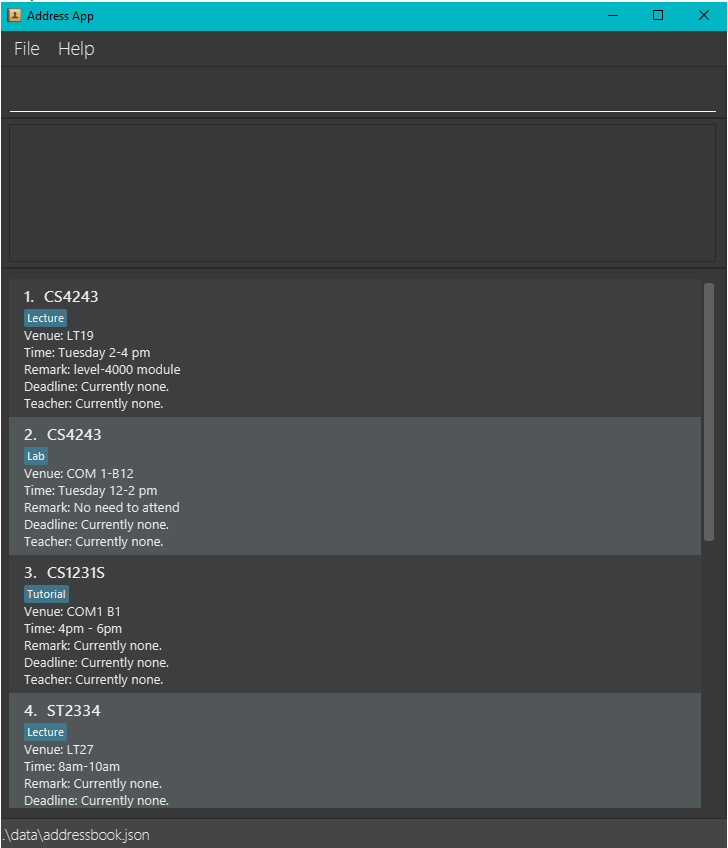 Address App
File Help
1. CS4243
Lecture
Venue: LT19
Time: Tuesday 2-4 pm
Remark: level-4000 module
Deadline: Currently none.
Teacher: Currently none.
2. CS4243
Lab
Venue: COM 1-B12
Time: Tuesday 12-2 pm
Remark: No need to attend
Deadline: Currently none.
Teacher: Currently none.
3. CS1231S
Tutorial
Venue: COM1 B1
Time: 4pm - 6pm
Remark: Currently none.
Deadline: Currently none.
Teacher: Currently none.
4. ST2334
Lecture
Venue: LT27
Time: 8am-10am
Remark: Currently none.
Deadline: Currently none.
.\data\addressbook.json